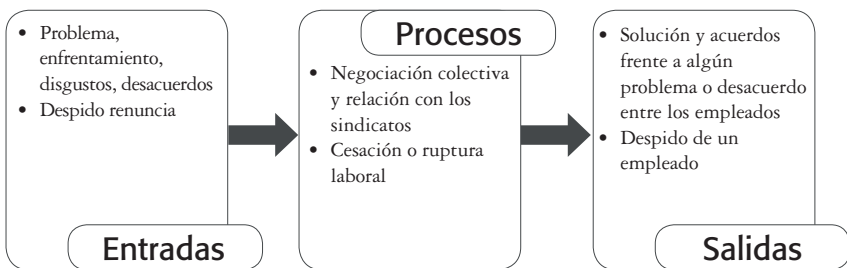 • Problema,
enfrentamiento,
disgustos, desacuerdos
• Despido renuncia
Entradas
Procesos
• Negociación colectiva
y relación con los
sindicatos
• Cesación o ruptura
laboral
• Solución y acuerdos
frente a algún
problema o desacuerdo
entre los empleados
• Despido de un
empleado
Salidas